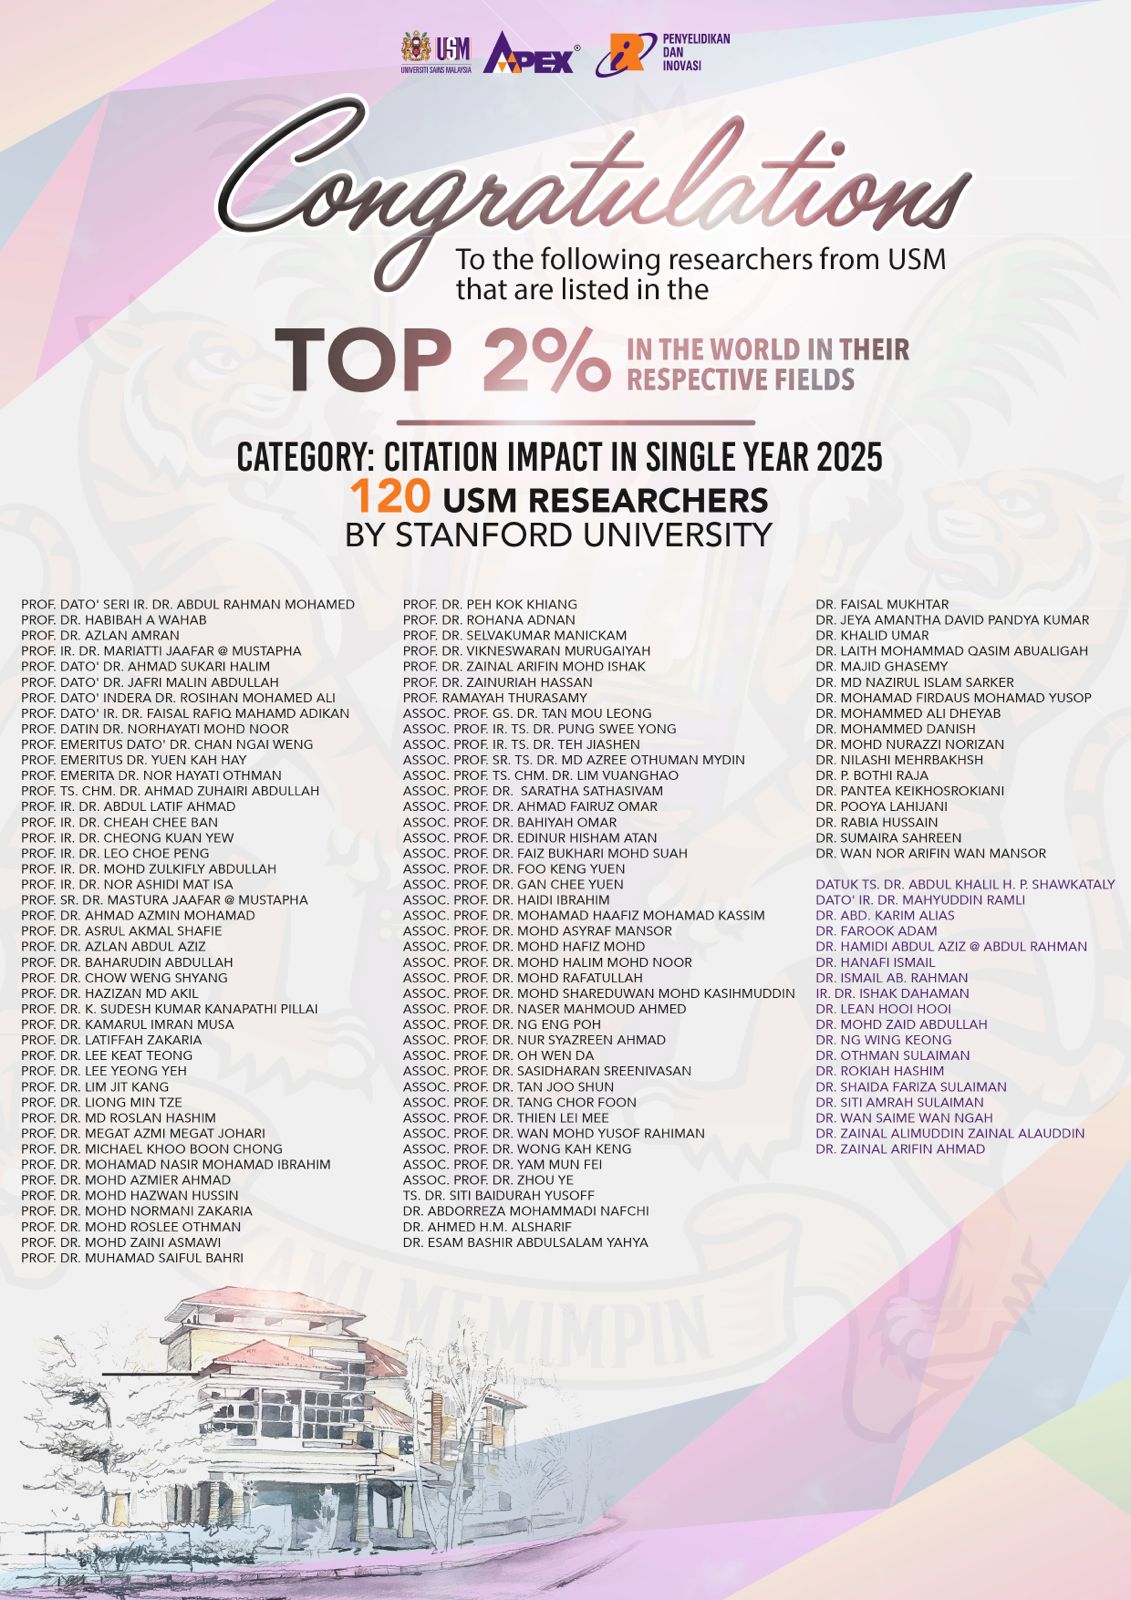 USM
UNIVERSITI SAINS MALAYSIA
APEX®
iR
PENYELIDIKAN
DAN
INOVASI
Congratulations
To the following researchers from USM
that are listed in the
TOP 2%
IN THE WORLD IN THEIR
RESPECTIVE FIELDS
CATEGORY: CITATION IMPACT IN SINGLE YEAR 2025
120 USM RESEARCHERS
BY STANFORD UNIVERSITY
PROF. DATO' SERI IR. DR. ABDUL RAHMAN MOHAMED
PROF. DR. HABIBAH A WAHAB
PROF. DR. AZLAN AMRAN
PROF. IR. DR. MARIATTI JAAFAR @ MUSTAPHA
PROF. DATO' DR. AHMAD SUKARI HALIM
PROF. DATO' DR. JAFRI MALIN ABDULLAH
PROF. DATO' INDERA DR. ROSIHAN MOHAMED ALI
PROF. DATO' IR. DR. FAISAL RAFIQ MAHAMD ADIKAN
PROF. DATIN DR. NORHAYATI MOHD NOOR
PROF. EMERITUS DATO' DR. CHAN NGAI WENG
PROF. EMERITUS DR. YUEN KAH HAY
PROF. EMERITA DR. NOR HAYATI OTHMAN
PROF. TS. CHM. DR. AHMAD ZUHAIRI ABDULLAH
PROF. IR. DR. ABDUL LATIF AHMAD
PROF. IR. DR. CHEAH CHEE BAN
PROF. IR. DR. CHEONG KUAN YEW
PROF. IR. DR. LEO CHOE PENG
PROF. IR. DR. MOHD ZULKIFLY ABDULLAH
PROF. IR. DR. NOR ASHIDI MAT ISA
PROF. SR. DR. MASTURA JAAFAR @ MUSTAPHA
PROF. DR. AHMAD AZMIN MOHAMAD
PROF. DR. ASRUL AKMAL SHAFIE
PROF. DR. AZLAN ABDUL AZIZ
PROF. DR. BAHARUDIN ABDULLAH
PROF. DR. CHOW WENG SHYANG
PROF. DR. HAZIZAN MD AKIL
PROF. DR. K. SUDESH KUMAR KANAPATHI PILLAI
PROF. DR. KAMARUL IMRAN MUSA
PROF. DR. LATIFFAH ZAKARIA
PROF. DR. LEE KEAT TEONG
PROF. DR. LEE YEONG YEH
PROF. DR. LIM JIT KANG
PROF. DR. LIONG MIN TZE
PROF. DR. MD ROSLAN HASHIM
PROF. DR. MEGAT AZMI MEGAT JOHARI
PROF. DR. MICHAEL KHOO BOON CHONG
PROF. DR. MOHAMAD NASIR MOHAMAD IBRAHIM
PROF. DR. MOHD AZMIER AHMAD
PROF. DR. MOHD HAZWAN HUSSIN
PROF. DR. MOHD NORMANI ZAKARIA
PROF. DR. MOHD ROSLEE OTHMAN
PROF. DR. MOHD ZAINI ASMAWI
PROF. DR. MUHAMAD SAIFUL BAHRI
PROF. DR. PEH KOK KHIANG
PROF. DR. ROHANA ADNAN
PROF. DR. SELVAKUMAR MANICKAM
PROF. DR. VIKNESWARAN MURUGAIYAH
PROF. DR. ZAINAL ARIFIN MOHD ISHAK
PROF. DR. ZAINURIAH HASSAN
PROF. RAMAYAH THURASAMY
ASSOC. PROF. GS. DR. TAN MOU LEONG
ASSOC. PROF. IR. TS. DR. PUNG SWEE YONG
ASSOC. PROF. IR. TS. DR. TEH JIASHEN
ASSOC. PROF. SR. TS. DR. MD AZREE OTHUMAN MYDIN
ASSOC. PROF. TS. CHM. DR. LIM VUANGHAO
ASSOC. PROF. DR. SARATHA SATHASIVAM
ASSOC. PROF. DR. AHMAD FAIRUZ OMAR
ASSOC. PROF. DR. BAHIYAH OMAR
ASSOC. PROF. DR. EDINUR HISHAM ATAN
ASSOC. PROF. DR. FAIZ BUKHARI MOHD SUAH
ASSOC. PROF. DR. FOO KENG YUEN
ASSOC. PROF. DR. GAN CHEE YUEN
ASSOC. PROF. DR. HAIDI IBRAHIM
ASSOC. PROF. DR. MOHAMAD HAAFIZ MOHAMAD KASSIM
ASSOC. PROF. DR. MOHD ASYRAF MANSOR
ASSOC. PROF. DR. MOHD HAFIZ MOHD
ASSOC. PROF. DR. MOHD HALIM MOHD NOOR
ASSOC. PROF. DR. MOHD RAFATULLAH
ASSOC. PROF. DR. MOHD SHAREDUWAN MOHD KASIHMUDDIN
ASSOC. PROF. DR. NASER MAHMOUD AHMED
ASSOC. PROF. DR. NG ENG POH
ASSOC. PROF. DR. NUR SYAZREEN AHMAD
ASSOC. PROF. DR. OH WEN DA
ASSOC. PROF. DR. SASIDHARAN SREENIVASAN
ASSOC. PROF. DR. TAN JOO SHUN
ASSOC. PROF. DR. TANG CHOR FOON
ASSOC. PROF. DR. THIEN LEI MEE
ASSOC. PROF. DR. WAN MOHD YUSOF RAHIMAN
ASSOC. PROF. DR. WONG KAH KENG
ASSOC. PROF. DR. YAM MUN FEI
ASSOC. PROF. DR. ZHOU YE
TS. DR. SITI BAIDURAH YUSOFF
DR. ABDORREZA MOHAMMADI NAFCHI
DR. AHMED H.M. ALSHARIF
DR. ESAM BASHIR ABDULSALAM YAHYA
DR. FAISAL MUKHTAR
DR. JEYA AMANTHA DAVID PANDYA KUMAR
DR. KHALID UMAR
DR. LAITH MOHAMMAD QASIM ABUALIGAH
DR. MAJID GHASEMY
DR. MD NAZIRUL ISLAM SARKER
DR. MOHAMAD FIRDAUS MOHAMAD YUSOP
DR. MOHAMMED ALI DHEYAB
DR. MOHAMMED DANISH
DR. MOHD NURAZZI NORIZAN
DR. NILASHI MEHRBAKHSH
DR. P. BOTHI RAJA
DR. PANTEA KEIKHOSROKIANI
DR. POOYA LAHIJANI
DR. RABIA HUSSAIN
DR. SUMAIRA SAHREEN
DR. WAN NOR ARIFIN WAN MANSOR
DATUK TS. DR. ABDUL KHALIL H. P. SHAWKATALY
DATO' IR. DR. MAHYUDDIN RAMLI
DR. ABD. KARIM ALIAS
DR. FAROOK ADAM
DR. HAMIDI ABDUL AZIZ @ ABDUL RAHMAN
DR. HANAFI ISMAIL
DR. ISMAIL AB. RAHMAN
IR. DR. ISHAK DAHAMAN
DR. LEAN HOOI HOOI
DR. MOHD ZAID ABDULLAH
DR. NG WING KEONG
DR. OTHMAN SULAIMAN
DR. ROKIAH HASHIM
DR. SHAIDA FARIZA SULAIMAN
DR. SITI AMRAH SULAIMAN
DR. WAN SAIME WAN NGAH
DR. ZAINAL ALIMUDDIN ZAINAL ALAUDDIN
DR. ZAINAL ARIFIN AHMAD
AMI MEMIMPIN